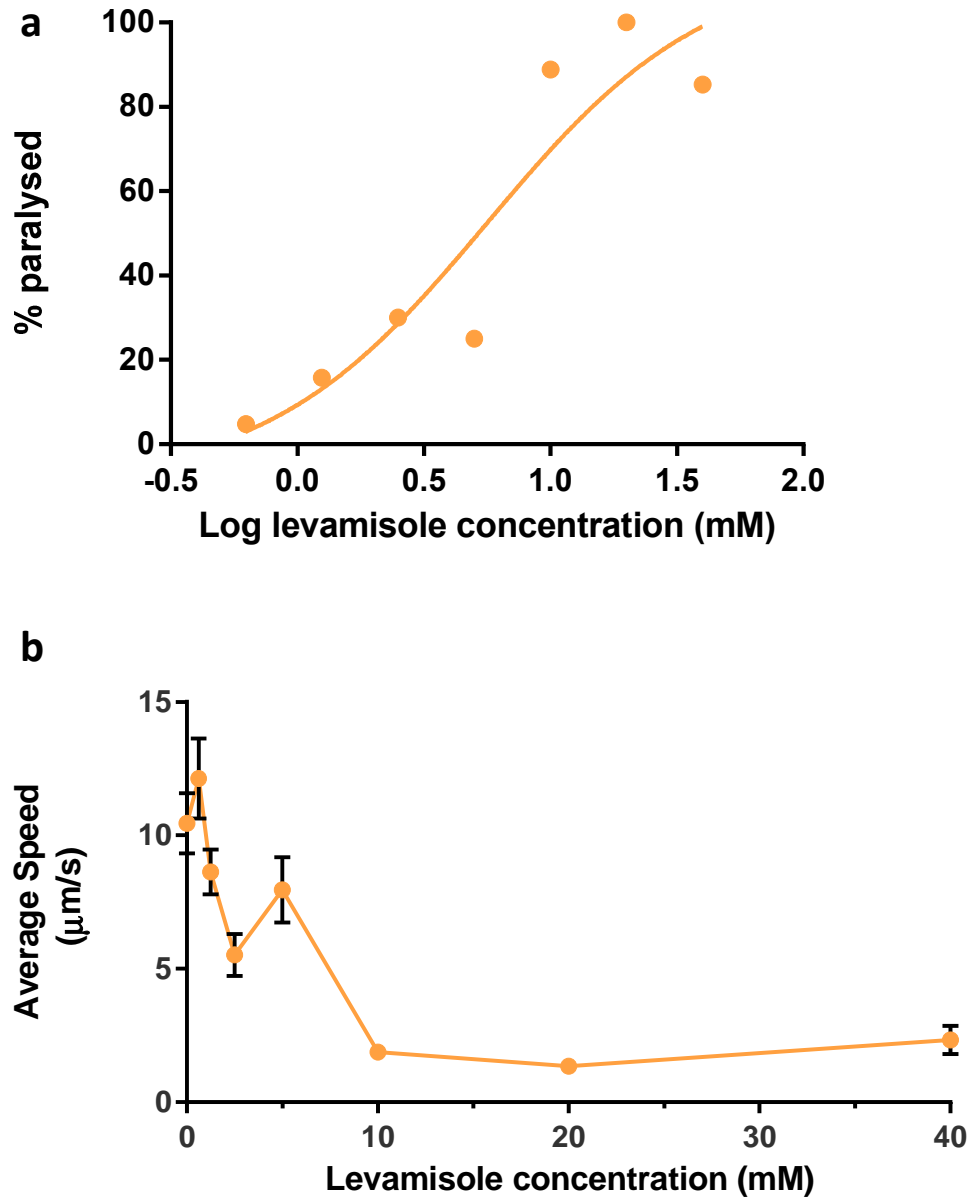 a
100
80
60
40
20
0
% paralysed
-0.5 0.0 0.5 1.0 1.5 2.0
Log levamisole concentration (mM)
b
15
10
5
0
Average Speed
(μm/s)
0 10 20 30 40
Levamisole concentration (mM)